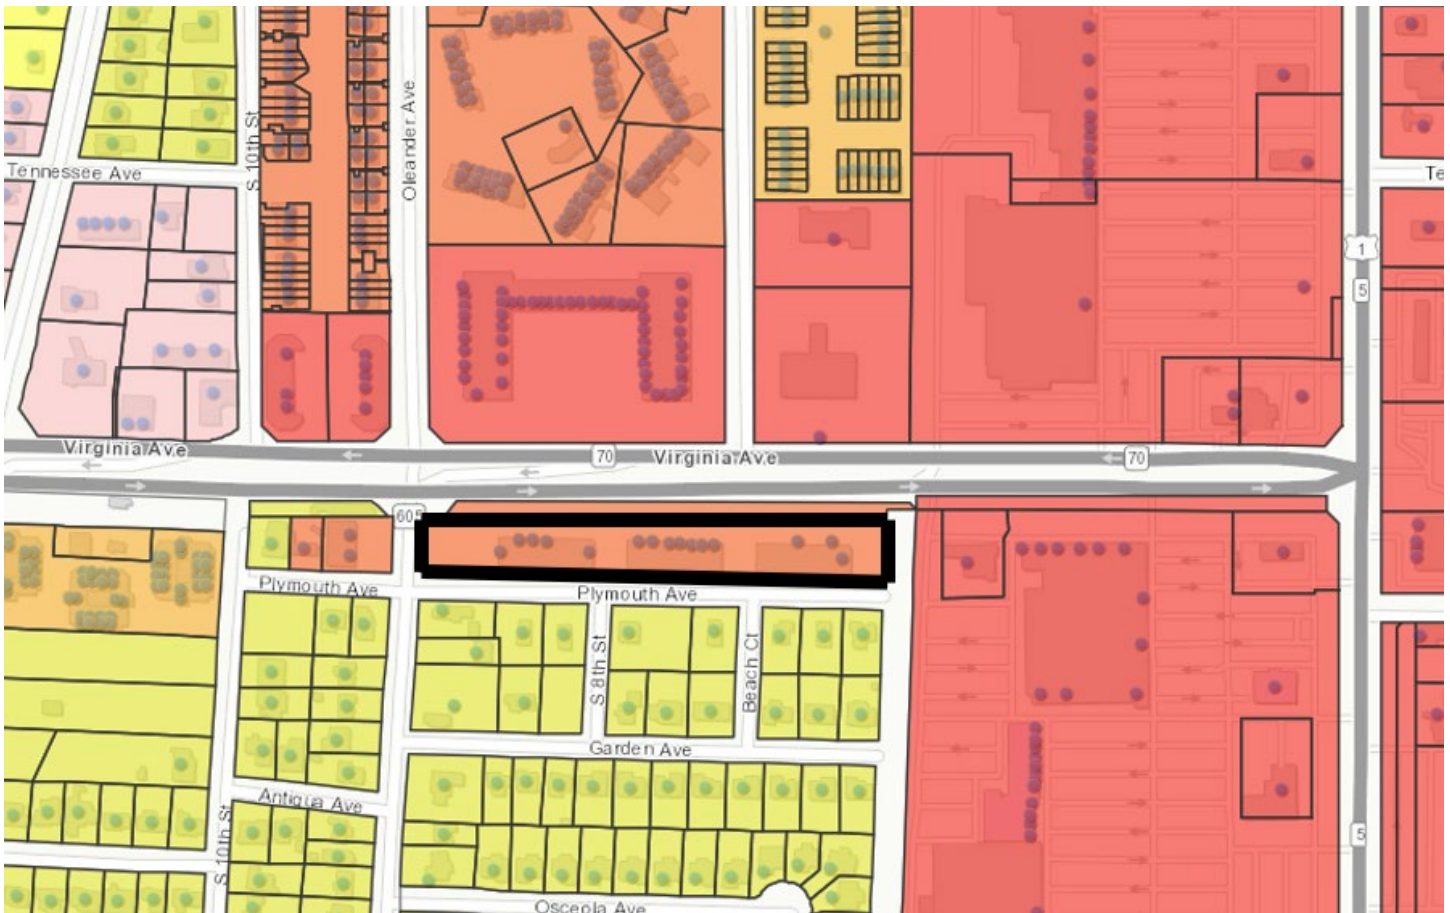 Tennessee Ave
S 10th St
Oleander Ave
Te
1
5
Virginia Ave
70
Virginia Ave
70
605
Plymouth Ave
Plymouth Ave
S 8th St
Beach Ct
Garden Ave
Antigua Ave
S 10th St
5
Osceola Ave